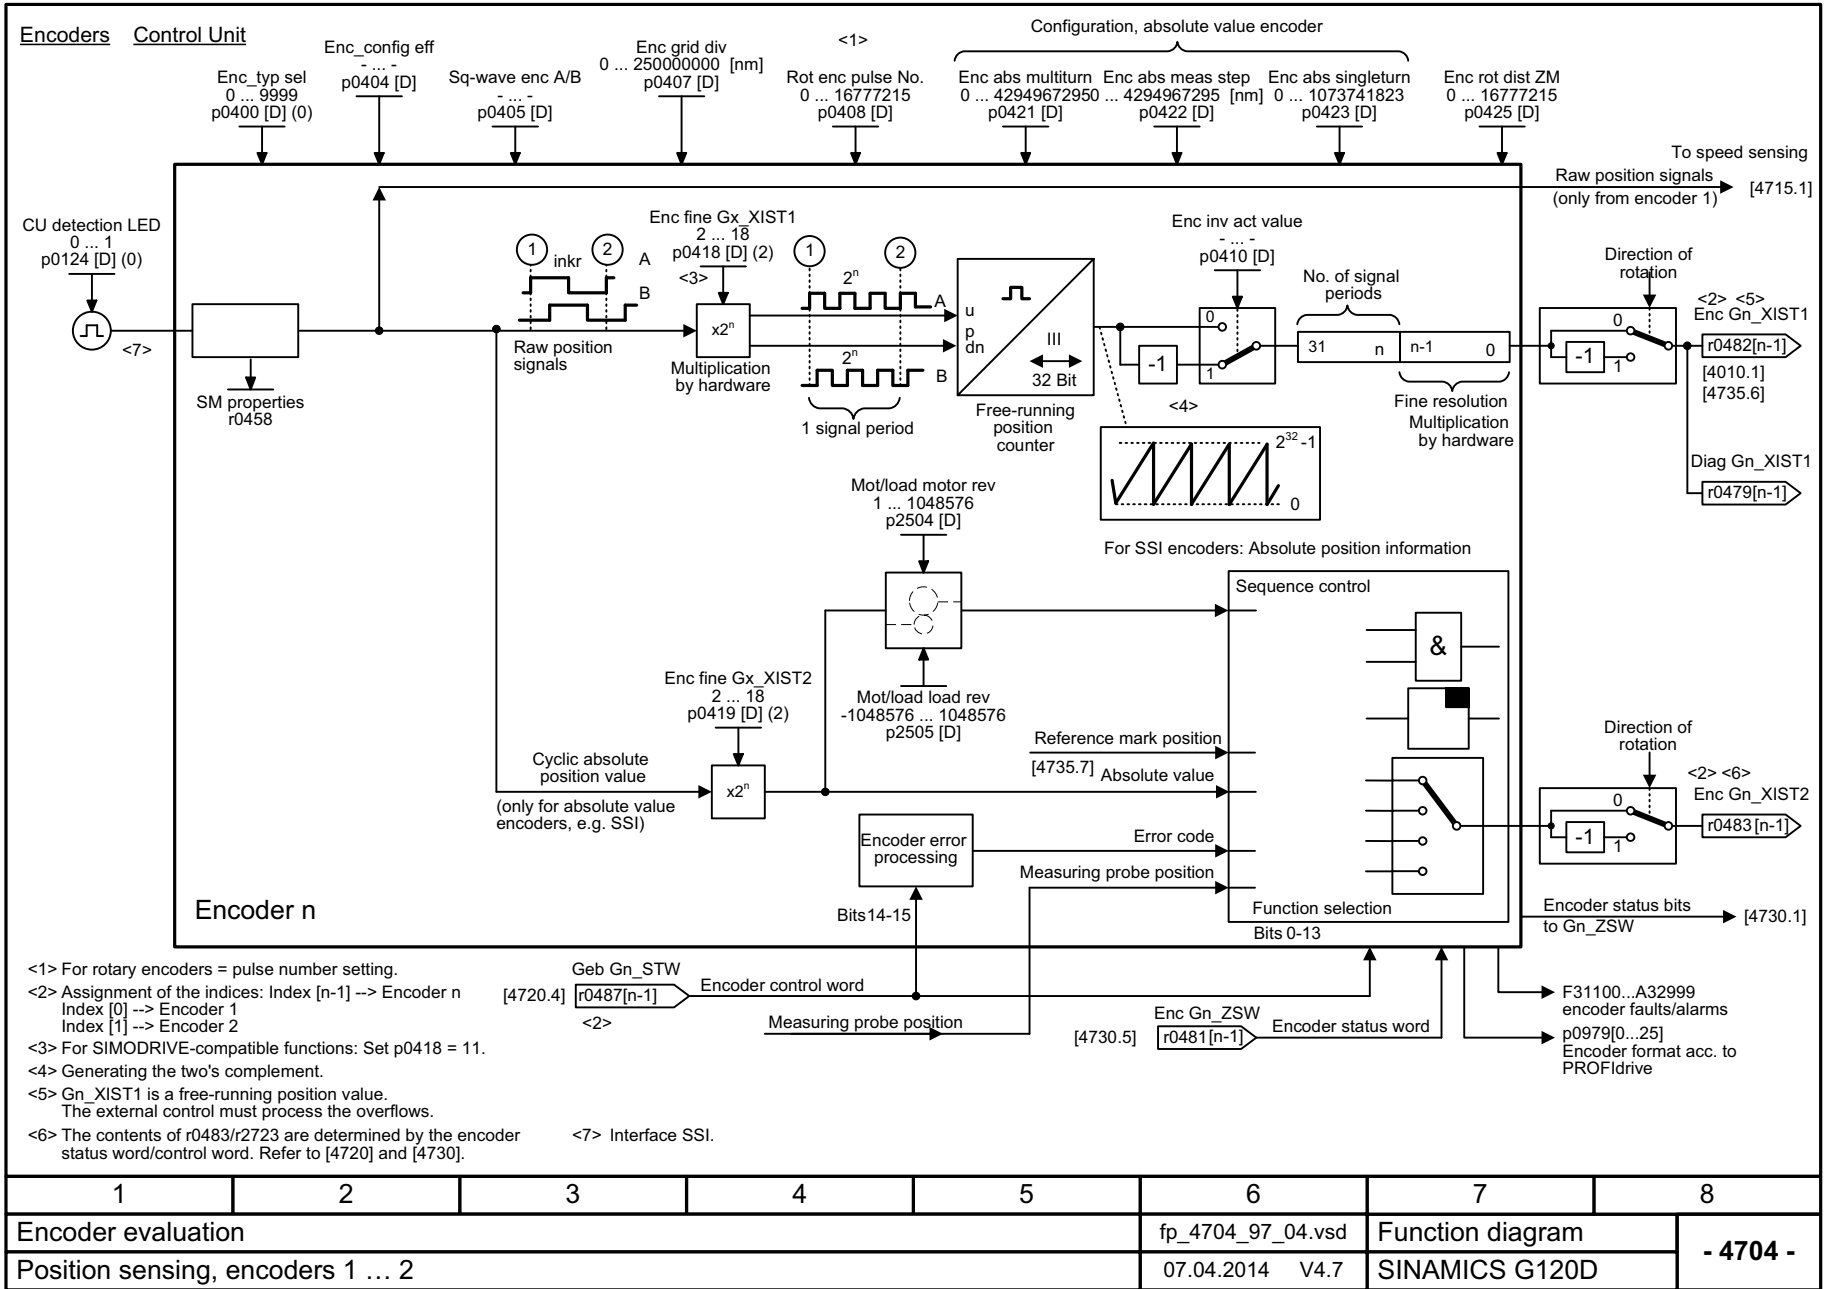 Encoders Control Unit
Enc_typ sel
0 ... 9999
p0400 [D] (0)
Enc_config eff
- ... -
p0404 [D]
Sq-wave enc A/B
- ... -
p0405 [D]
Enc grid div
0 ... 250000000 [nm]
p0407 [D]
<1>
Rot enc pulse No.
0 ... 16777215
p0408 [D]
Configuration, absolute value encoder
Enc abs multiturn
0 ... 4294967295
p0421 [D]
Enc abs meas step
0 ... 4294967295 [nm]
p0422 [D]
Enc abs singleturn
0 ... 1073741823
p0423 [D]
Enc rot dist ZM
0 ... 16777215
p0425 [D]
To speed sensing
Raw position signals
(only from encoder 1)
[4715.1]
CU detection LED
0 ... 1
p0124 [D] (0)
<7>
SM properties
r0458
1
2
inkr
A
B
Raw position
signals
Enc fine Gx_XIST1
2 ... 18
p0418 [D] (2)
<3>
x2n
Multiplication
by hardware
1
2
2n
A
2n
B
1 signal period
u
p
dn
III
32 Bit
Free-running
position
counter
Enc inv act value
- ... -
p0410 [D]
0
1
-1
<4>
2^32 -1
0
No. of signal
periods
31 n
n-1 0
Fine resolution
Multiplication
by hardware
Direction of
rotation
0
-1
1
<2> <5>
Enc Gn_XIST1
r0482[n-1]
[4010.1]
[4735.6]
Diag Gn_XIST1
r0479[n-1]
Mot/load motor rev
1 ... 1048576
p2504 [D]
Mot/load load rev
-1048576 ... 1048576
p2505 [D]
For SSI encoders: Absolute position information
Sequence control
&
Enc fine Gx_XIST2
2 ... 18
p0419 [D] (2)
Cyclic absolute
position value
(only for absolute value
encoders, e.g. SSI)
x2n
Reference mark position
[4735.7]
Absolute value
Encoder error
processing
Error code
Measuring probe position
Bits14-15
Function selection
Bits 0-13
Direction of
rotation
0
-1
1
<2> <6>
Enc Gn_XIST2
r0483[n-1]
Encoder n
Encoder status bits
to Gn_ZSW
[4730.1]
<1> For rotary encoders = pulse number setting.
<2> Assignment of the indices: Index [n-1] --> Encoder n
Index [0] --> Encoder 1
Index [1] --> Encoder 2
<3> For SIMODRIVE-compatible functions: Set p0418 = 11.
<4> Generating the two's complement.
<5> Gn_XIST1 is a free-running position value.
The external control must process the overflows.
<6> The contents of r0483/r2723 are determined by the encoder
status word/control word. Refer to [4720] and [4730].
<7> Interface SSI.
Geb Gn_STW
[4720.4]
r0487[n-1]
<2>
Encoder control word
Measuring probe position
Enc Gn_ZSW
[4730.5]
r0481[n-1]
Encoder status word
F31100...A32999
encoder faults/alarms
p0979[0...25]
Encoder format acc. to
PROFIdrive
1 2 3 4 5 6 7 8
Encoder evaluation
fp_4704_97_04.vsd
Function diagram
- 4704 -
Position sensing, encoders 1 … 2
07.04.2014 V4.7
SINAMICS G120D